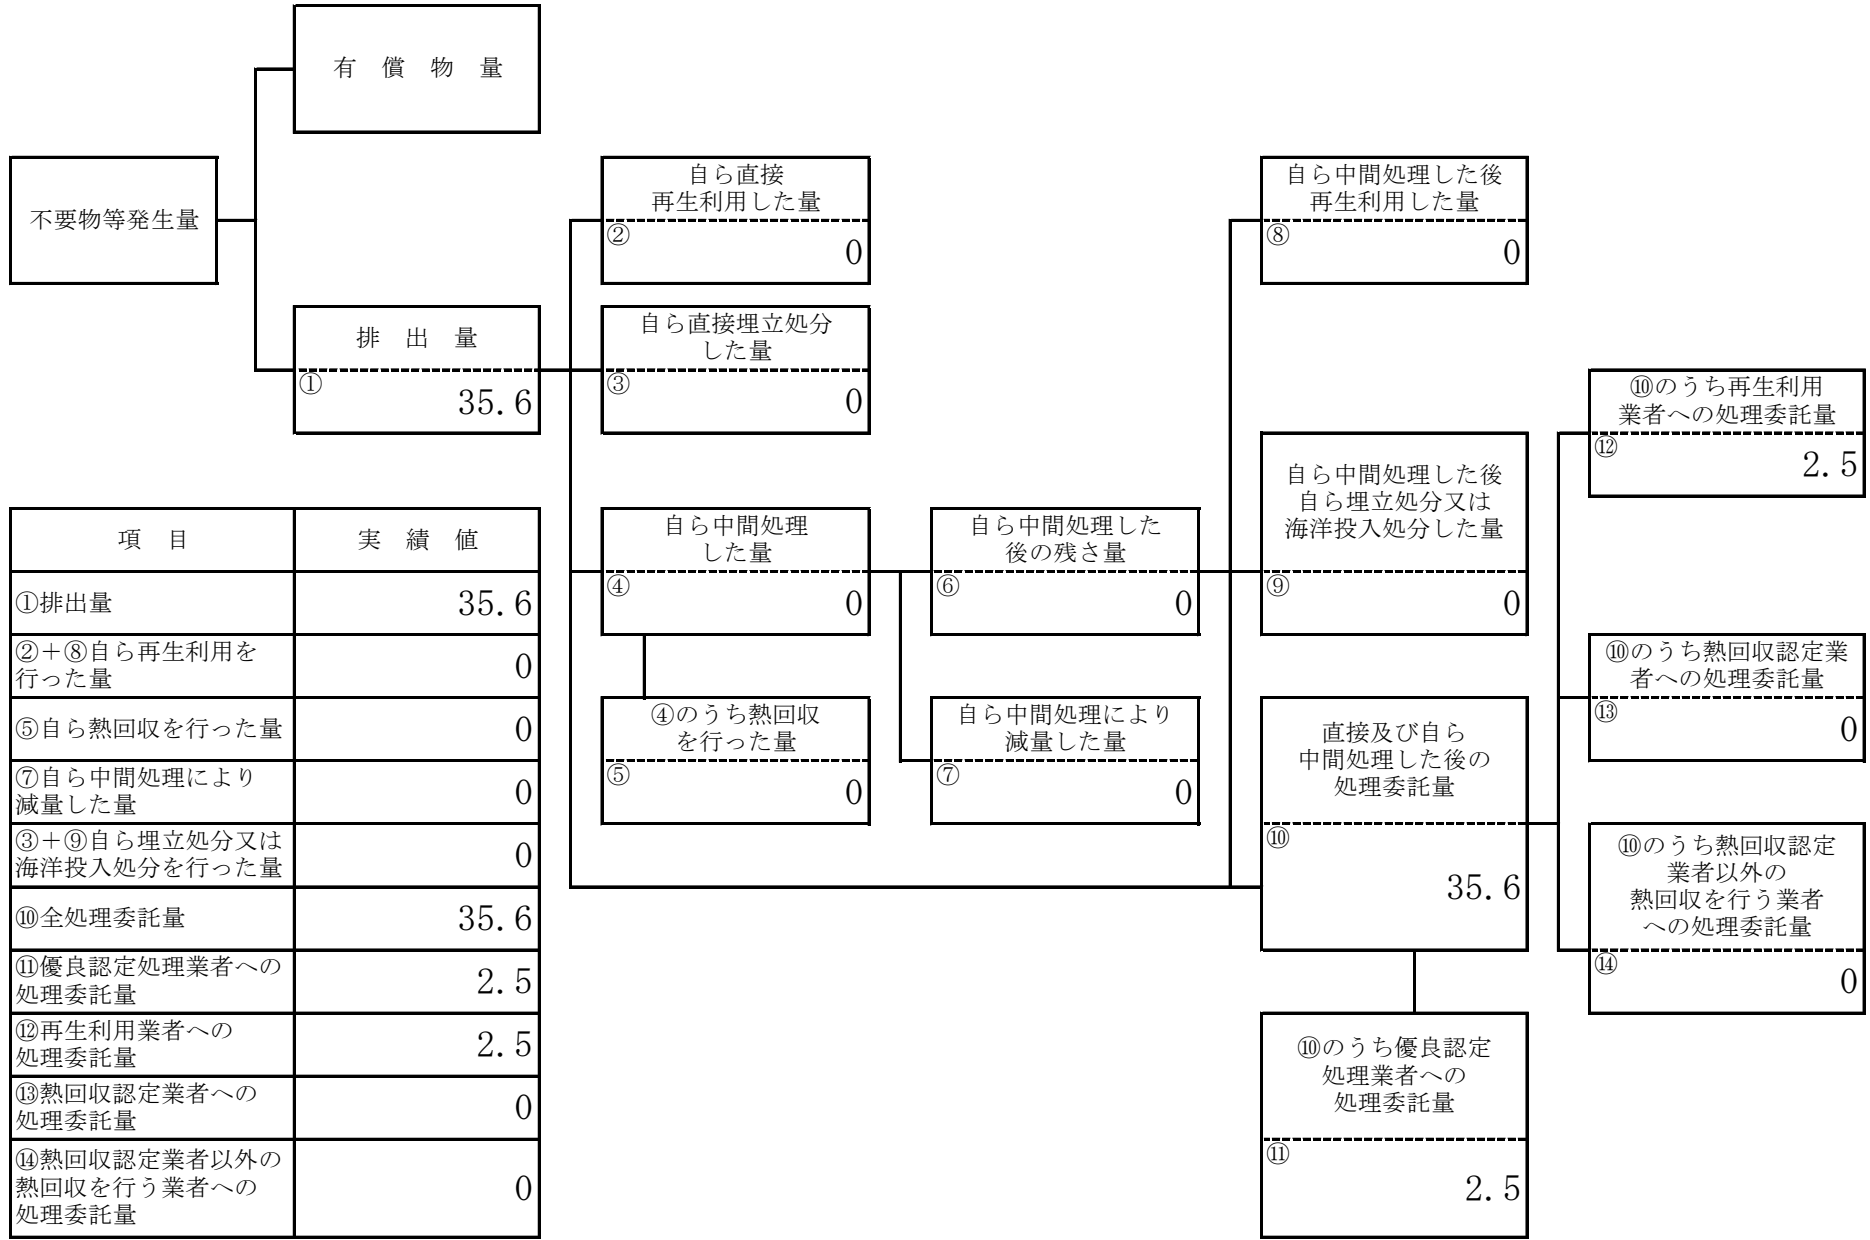 有　償　物　量
不要物等発生量
排　出　量
①
35.6
自ら直接
再生利用した量
②
0
自ら直接埋立処分
した量
③
0
自ら中間処理
した量
④
0
④のうち熱回収
を行った量
⑤
0
自ら中間処理した
後の残さ量
⑥
0
自ら中間処理により
減量した量
⑦
0
自ら中間処理した後
再生利用した量
⑧
0
自ら中間処理した後
自ら埋立処分又は
海洋投入処分した量
⑨
0
直接及び自ら
中間処理した後の
処理委託量
⑩
35.6
⑩のうち優良認定
処理業者への
処理委託量
⑪
2.5
⑩のうち再生利用
業者への処理委託量
⑫
2.5
⑩のうち熱回収認定業
者への処理委託量
⑬
0
⑩のうち熱回収認定
業者以外の
熱回収を行う業者
への処理委託量
⑭
0
項　目　実　績　値
①排出量　35.6
②＋⑧自ら再生利用を
行った量　0
⑤自ら熱回収を行った量　0
⑦自ら中間処理により
減量した量　0
③＋⑨自ら埋立処分又は
海洋投入処分を行った量　0
⑩全処理委託量　35.6
⑪優良認定処理業者への
処理委託量　2.5
⑫再生利用業者への
処理委託量　2.5
⑬熱回収認定業者への
処理委託量　0
⑭熱回収認定業者以外の
熱回収を行う業者への
処理委託量　0